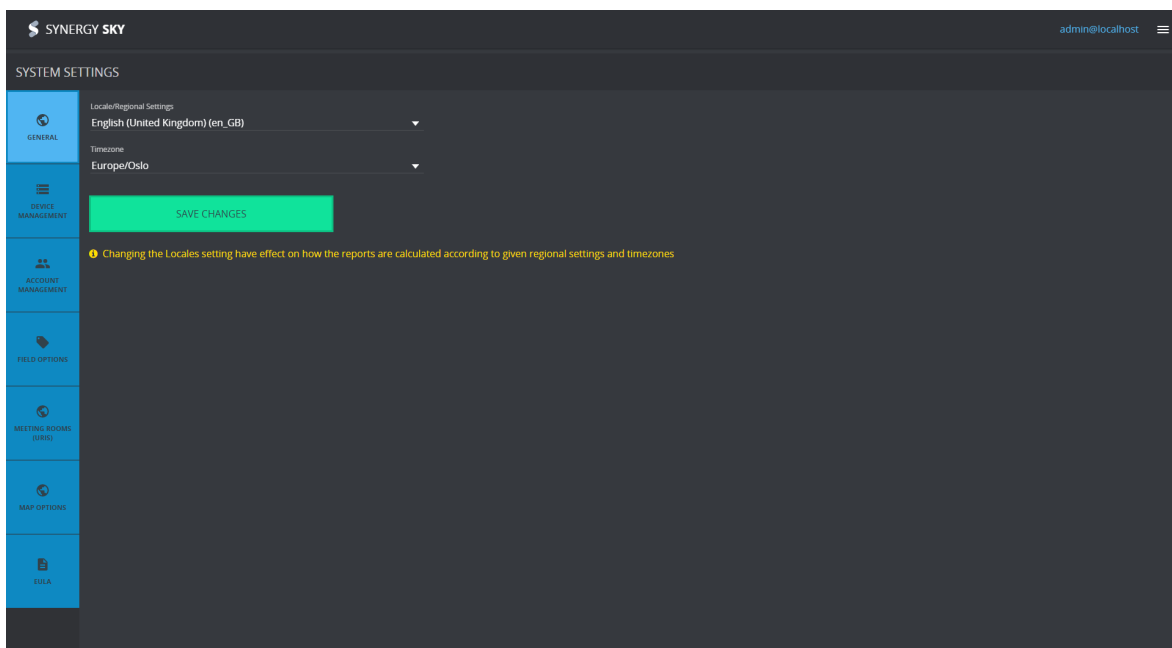 SYNERGY SKY
admin@localhost
SYSTEM SETTINGS
GENERAL
Locale/Regional Settings
English (United Kingdom) (en_GB)
Timezone
Europe/Oslo
DEVICE
MANAGEMENT
SAVE CHANGES
Changing the Locales setting have effect on how the reports are calculated according to given regional settings and timezones
ACCOUNT
MANAGEMENT
FIELD OPTIONS
MEETING ROOMS
(URIS)
MAP OPTIONS
EULA